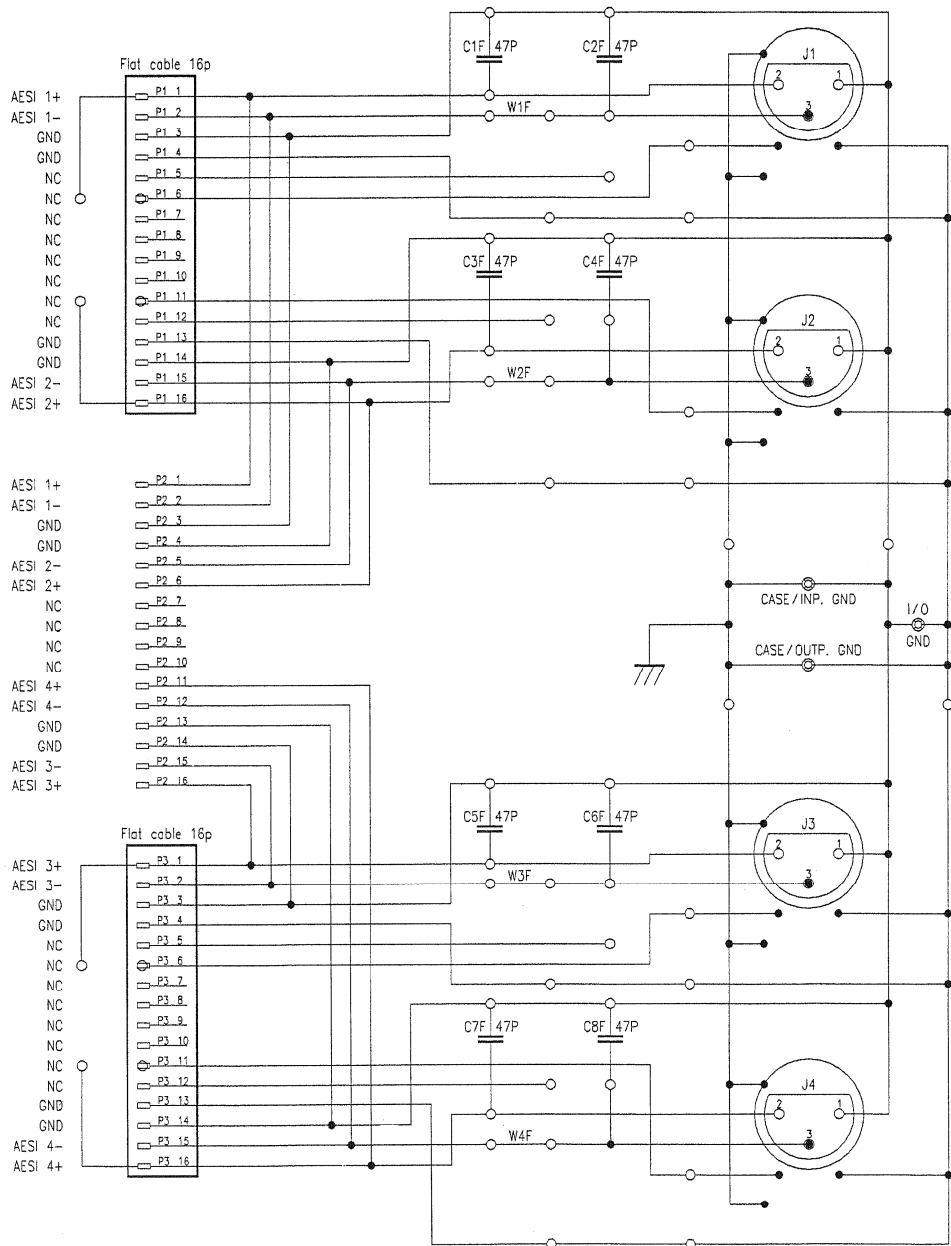 C1F 47P C2F 47P J1
Flat cable 16p
2 1
AESI 1+ P1 1
AESI 1- P1 2 W1F 3
GND P1 3
GND P1 4
NC P1 5
NC P1 6
NC P1 7
NC P1 8
NC P1 9
C3F 47P C4F 47P
NC P1 10
NC P1 11
NC P1 12 J2
GND P1 13
2 1
GND P1 14
AESI 2- P1 15 W2F 3
AESI 2+ P1 16
AESI 1+ P2 1
AESI 1- P2 2
GND P2 3
GND P2 4
AESI 2- P2 5
AESI 2+ P2 6
CASE/INP. GND
NC P2 7
I/O
NC P2 8
GND
NC P2 9
CASE/OUTP. GND
NC P2 10
AESI 4+ P2 11
AESI 4- P2 12
GND P2 13
GND P2 14
AESI 3- P2 15
AESI 3+ P2 16
C5F 47P C6F 47P J3
Flat cable 16p
2 1
AESI 3+ P3 1
AESI 3- P3 2 W3F 3
GND P3 3
GND P3 4
NC P3 5
NC P3 6
NC P3 7
NC P3 8
NC P3 9
C7F 47P C8F 47P
NC P3 10
NC P3 11
NC P3 12 J4
GND P3 13
2 1
GND P3 14
AESI 4- P3 15 W4F 3
AESI 4+ P3 16